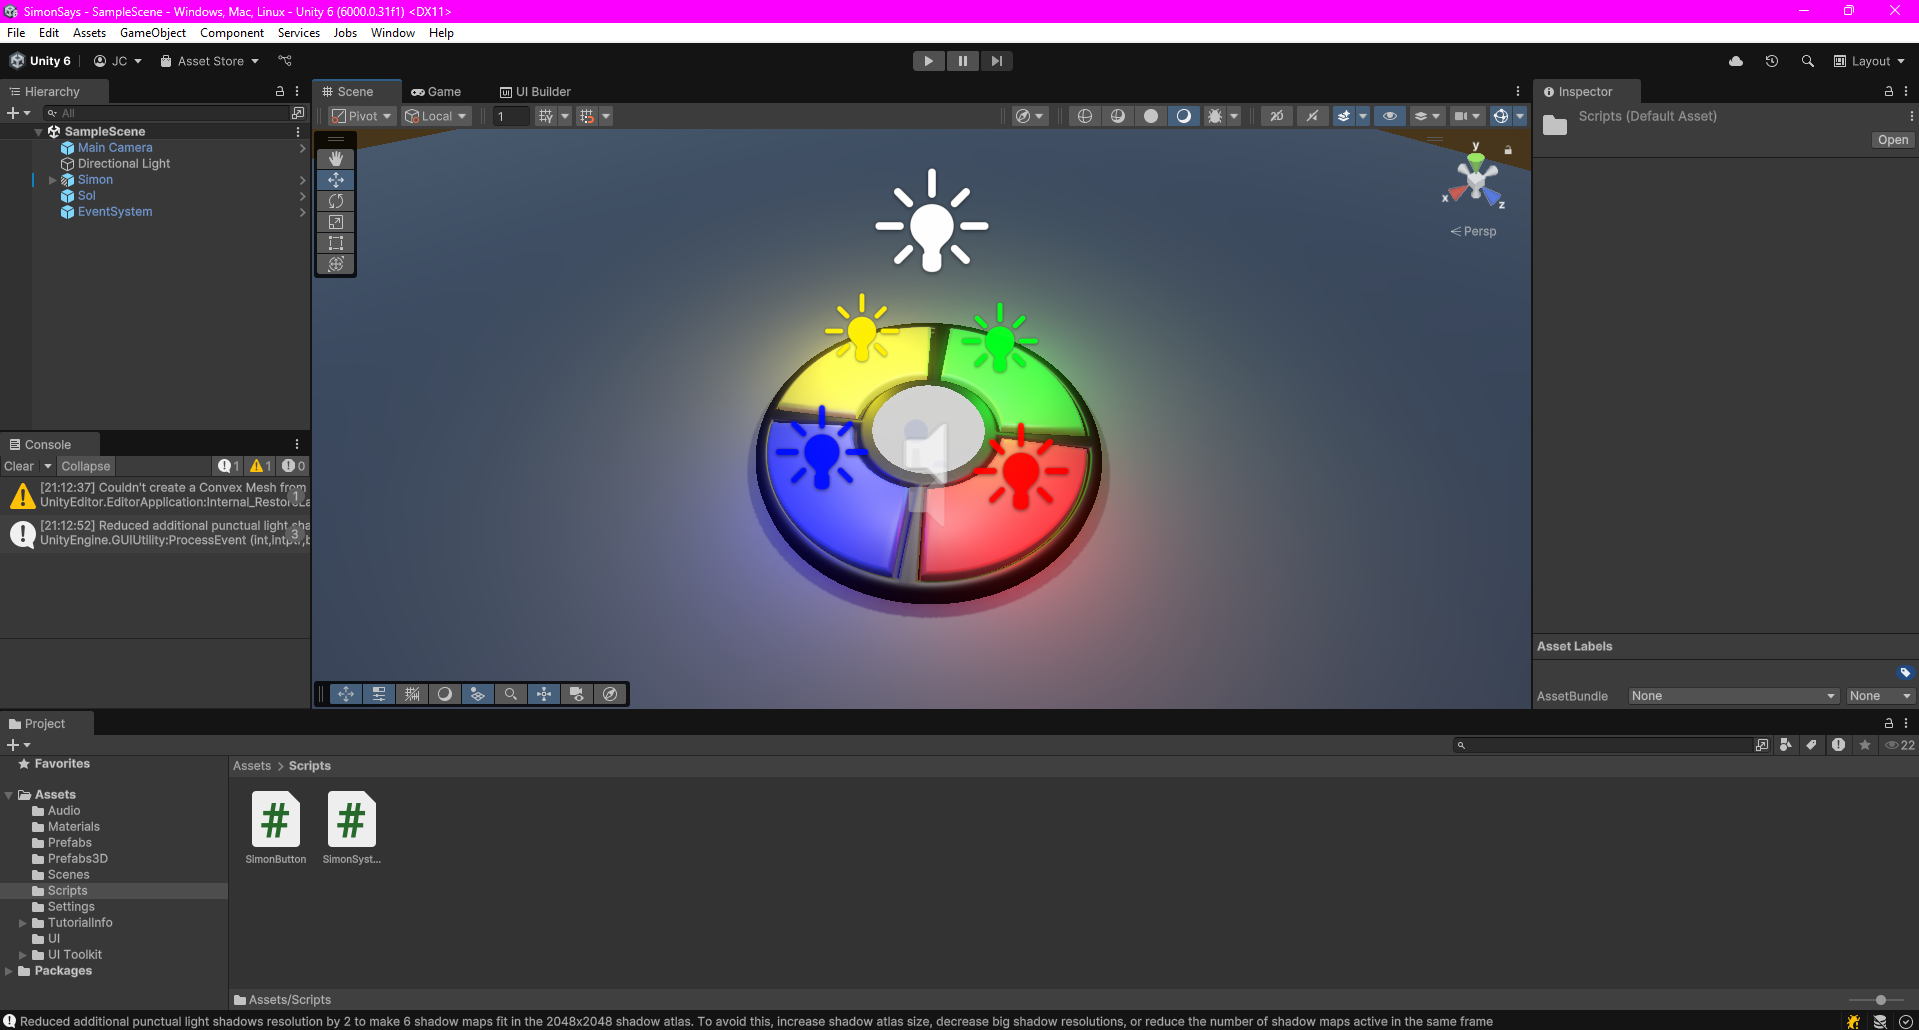 SimonSays - SampleScene - Windows, Mac, Linux - Unity 6 (6000.0.31f1) <DX11>
File Edit Assets GameObject Component Services Jobs Window Help
Unity 6 JC Asset Store Layout
Hierarchy
All
SampleScene
Main Camera
Directional Light
Simon
Sol
EventSystem
Scene Game UI Builder
Pivot Local 1 2D
y
x
z
Persp
Inspector
Scripts (Default Asset)
Open
Console
Clear Collapse 1 1 0
[21:12:37] Couldn't create a Convex Mesh from
UnityEditor.EditorApplication:Internal_RestoreLa
1
[21:12:52] Reduced additional punctual light sha
UnityEngine.GUIUtility:ProcessEvent (int,intptr,b
3
Asset Labels
AssetBundle None None
Project
22
Favorites
Assets
Audio
Materials
Prefabs
Prefabs3D
Scenes
Scripts
Settings
TutorialInfo
UI
UI Toolkit
Packages
Assets > Scripts
#
#
SimonButton
SimonSyst...
Assets/Scripts
Reduced additional punctual light shadows resolution by 2 to make 6 shadow maps fit in the 2048x2048 shadow atlas. To avoid this, increase shadow atlas size, decrease big shadow resolutions, or reduce the number of shadow maps active in the same frame